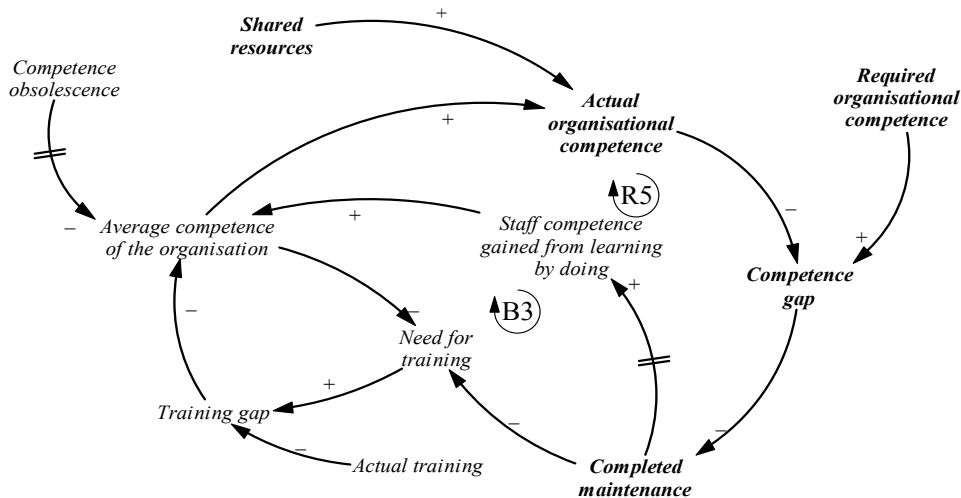 Shared
resources
+
Competence
obsolescence
Required
organisational
competence
Actual
organisational
competence
+
R5
–
+
–
Average competence
of the organisation
+
Staff competence
gained from learning
by doing
+
Competence
gap
B3
–
–
Need for
training
+
–
–
Training gap
–
Actual training
Completed
maintenance